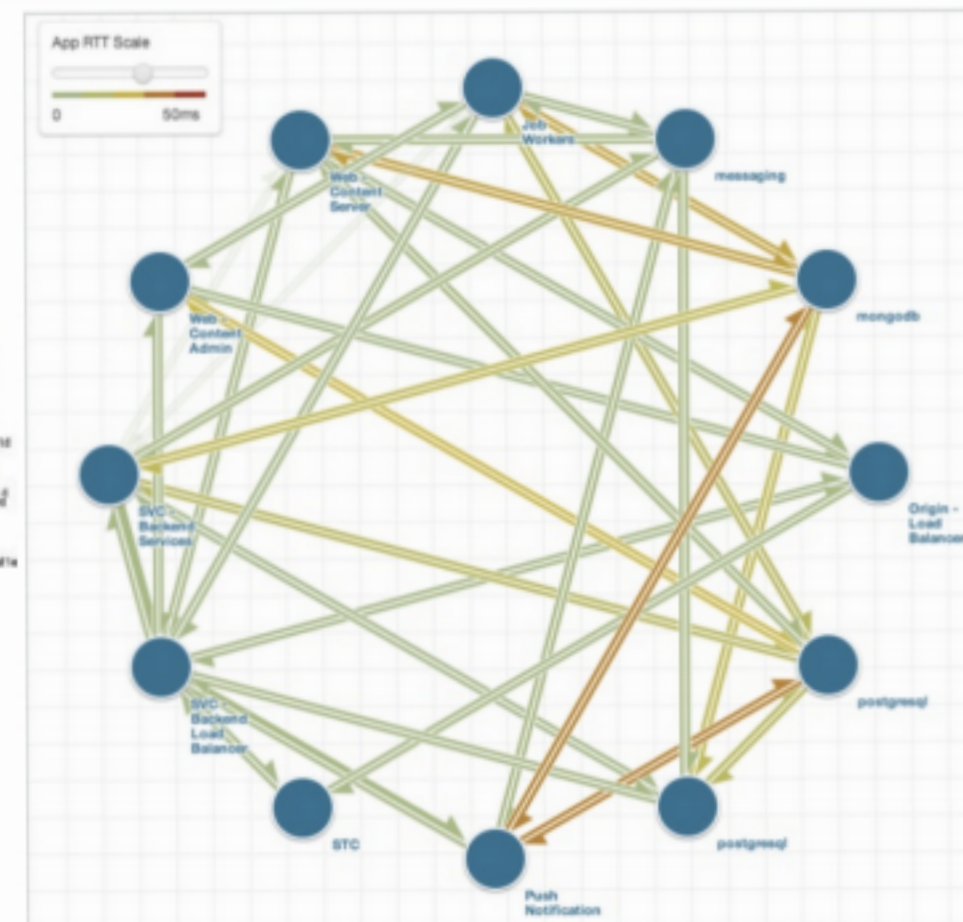 App RTT Scale
0
50ms
Job
Workers
messaging
Web -
Content
Server
mongodb
Web -
Content
Admin
SVC -
Backend
Services
Origin -
Load
Balancer
SVC -
Backend
Load
Balancer
postgresql
STC
postgresql
Push
Notification